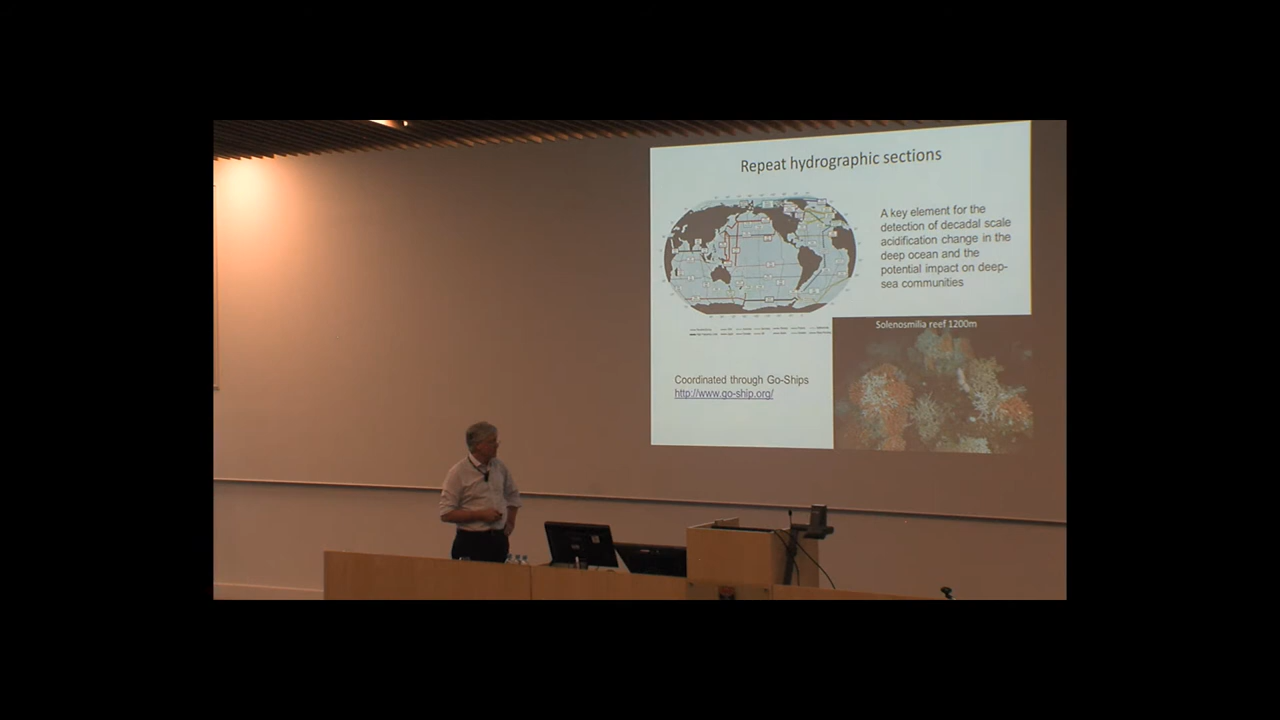 Repeat hydrographic sections
A key element for the
detection of decadal scale
acidification change in the
deep ocean and the
potential impact on deep-
sea communities
Solenosmilia reef 1200m
Coordinated through Go-Ships
http://www.go-ship.org/